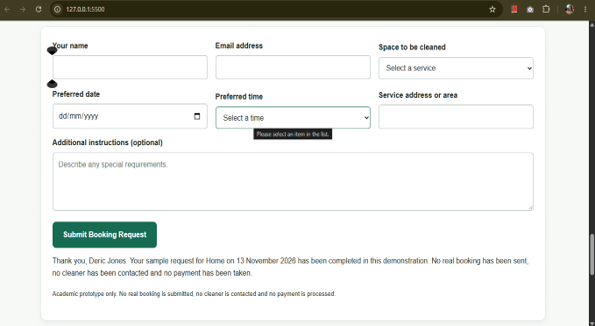 127.0.0.1:5500
Your name
Email address
Space to be cleaned
Select a service
Preferred date
Preferred time
Service address or area
dd/mm/yyyy
Select a time
Please select an item in the list.
Additional instructions (optional)
Describe any special requirements.
Submit Booking Request
Thank you, Deric Jones. Your sample request for Home on 13 November 2026 has been completed in this demonstration. No real booking has been sent,
no cleaner has been contacted and no payment has been taken.
Academic prototype only. No real booking is submitted, no cleaner is contacted and no payment is processed.